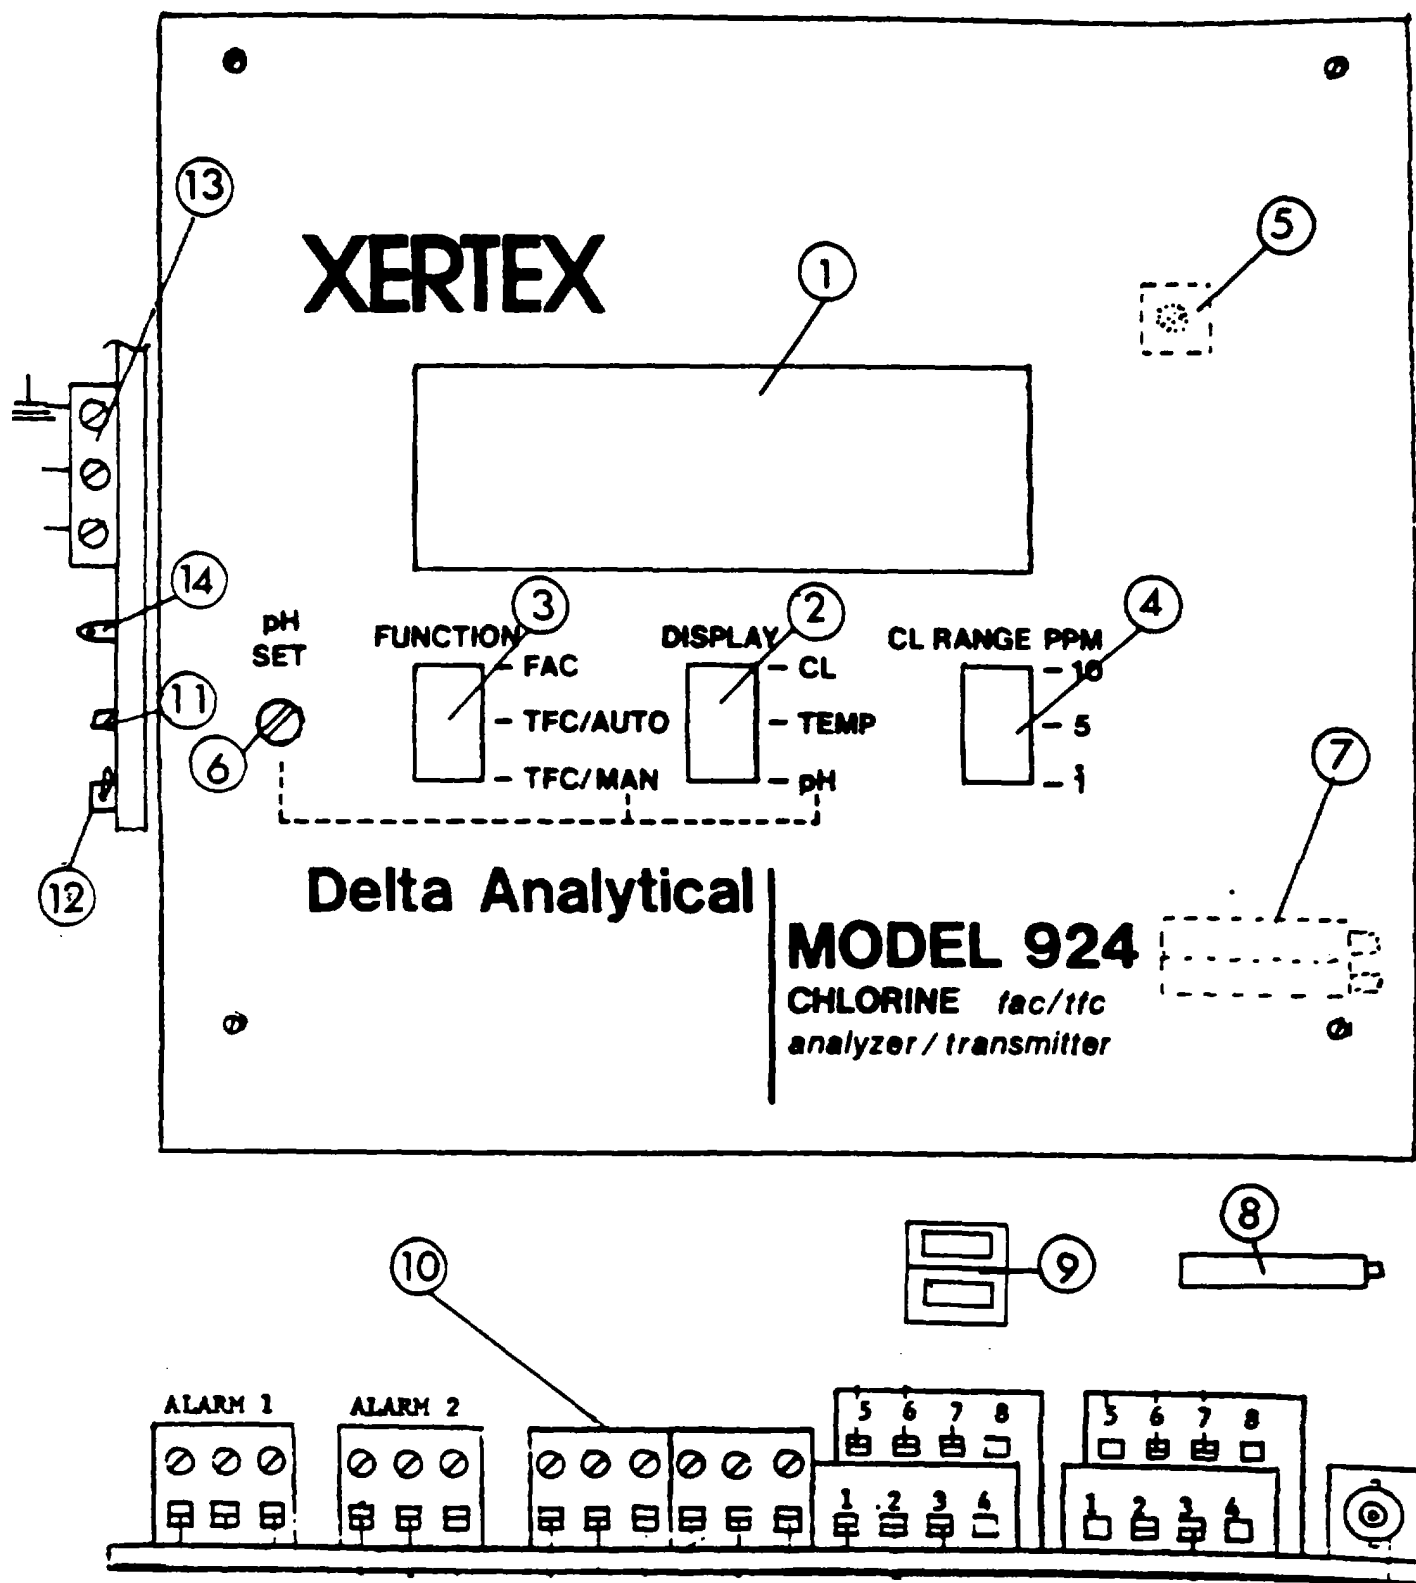 13
5
XERTEX
1
14
3
2
4
pH
SET
FUNCTION
DISPLAY
CL RANGE PPM
– FAC
– CL
– 10
11
– TFC/AUTO
– TEMP
– 5
6
– TFC/MAN
– pH
– 1
7
12
Delta Analytical
MODEL 924
CHLORINE fac/tfc
analyzer / transmitter
8
10
9
ALARM 1
ALARM 2
5 6 7 8
5 6 7 8
1 2 3 4
1 2 3 4